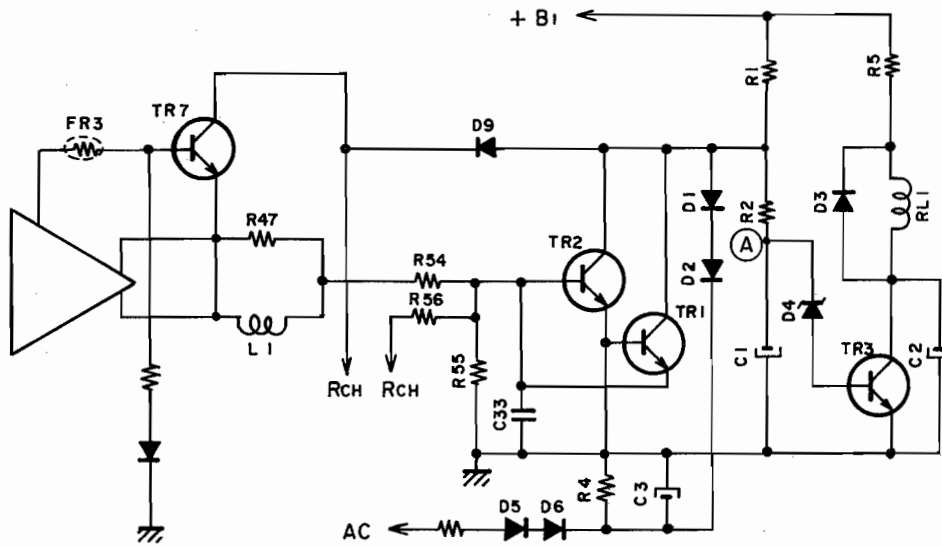 + B1
R1
R5
TR7
FR3
D9
D1
R2
D3
RL1
R47
TR2
A
D2
R54
R56
D4
TR1
L1
C1
TR3
C2
RCH
RCH
R55
C33
R4
C3
D5
D6
AC